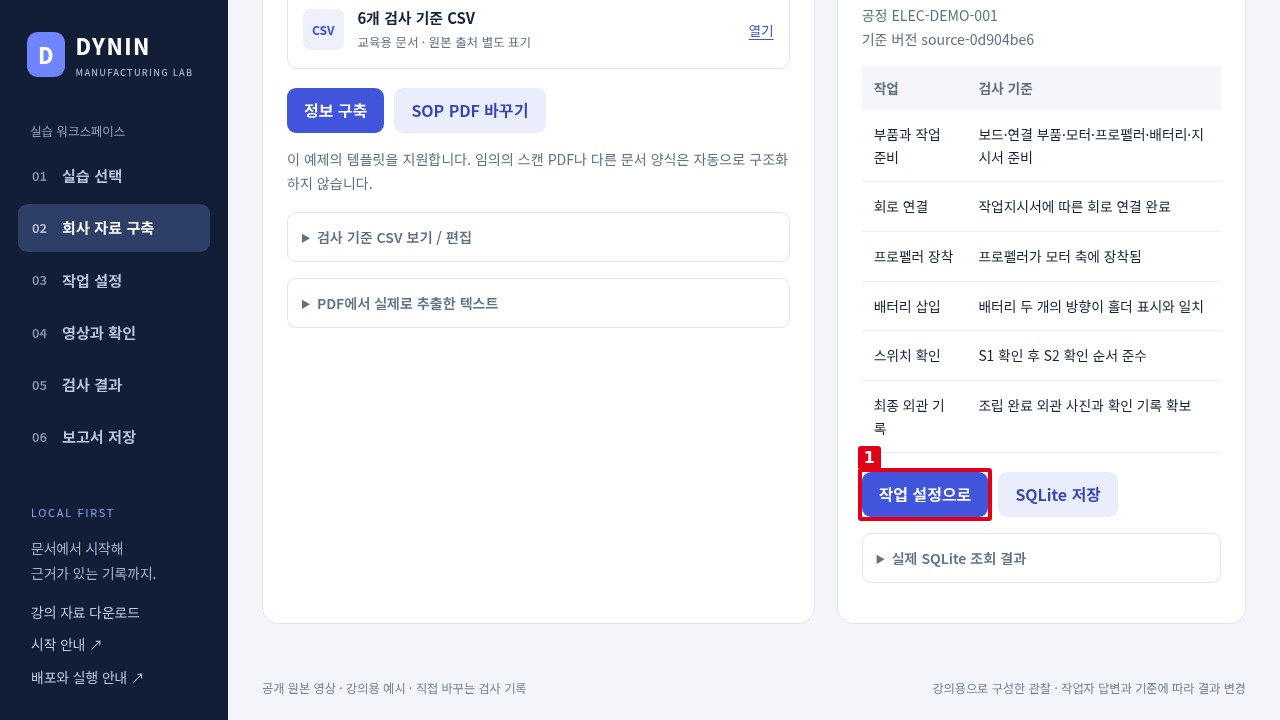 D
DYNIN
MANUFACTURING LAB
실습 워크스페이스
01 실습 선택
02 회사 자료 구축
03 작업 설정
04 영상과 확인
05 검사 결과
06 보고서 저장
LOCAL FIRST
문서에서 시작해
근거가 있는 기록까지.
강의 자료 다운로드
시작 안내 ↗
배포와 실행 안내 ↗
CSV
6개 검사 기준 CSV
교육용 문서 · 원본 출처 별도 표기
열기
정보 구축
SOP PDF 바꾸기
이 예제의 템플릿을 지원합니다. 임의의 스캔 PDF나 다른 문서 양식은 자동으로 구조화
하지 않습니다.
▶ 검사 기준 CSV 보기 / 편집
▶ PDF에서 실제로 추출한 텍스트
공정 ELEC-DEMO-001
기준 버전 source-0d904be6
작업 검사 기준
부품과 작업 보드·연결 부품·모터·프로펠러·배터리·지
준비 시서 준비
회로 연결 작업지시서에 따른 회로 연결 완료
프로펠러 장착 프로펠러가 모터 축에 장착됨
배터리 삽입 배터리 두 개의 방향이 홀더 표시와 일치
스위치 확인 S1 확인 후 S2 확인 순서 준수
최종 외관 기 조립 완료 외관 사진과 확인 기록 확보
록
1
작업 설정으로
SQLite 저장
▶ 실제 SQLite 조회 결과
공개 원본 영상 · 강의용 예시 · 직접 바꾸는 검사 기록
강의용으로 구성한 관찰 · 작업자 답변과 기준에 따라 결과 변경